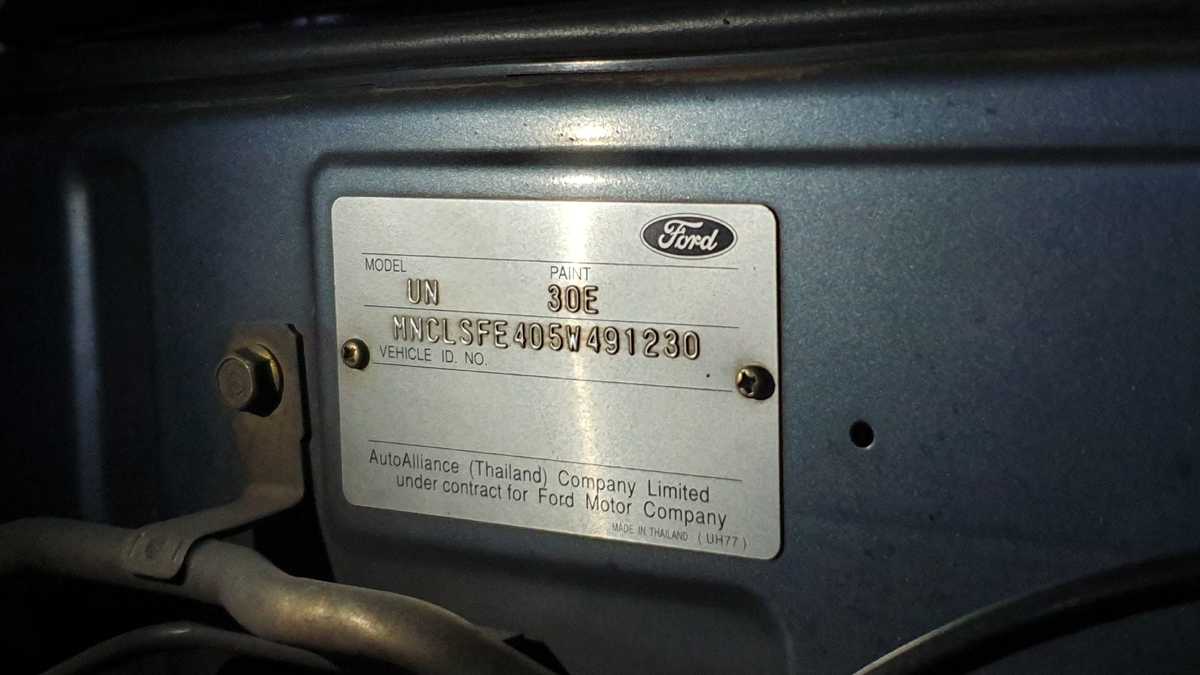 Ford
MODEL PAINT
UN 30E
MNCLSFE405W491230
VEHICLE ID. NO.
AutoAlliance (Thailand) Company Limited
under contract for Ford Motor Company
MADE IN THAILAND (UH77)